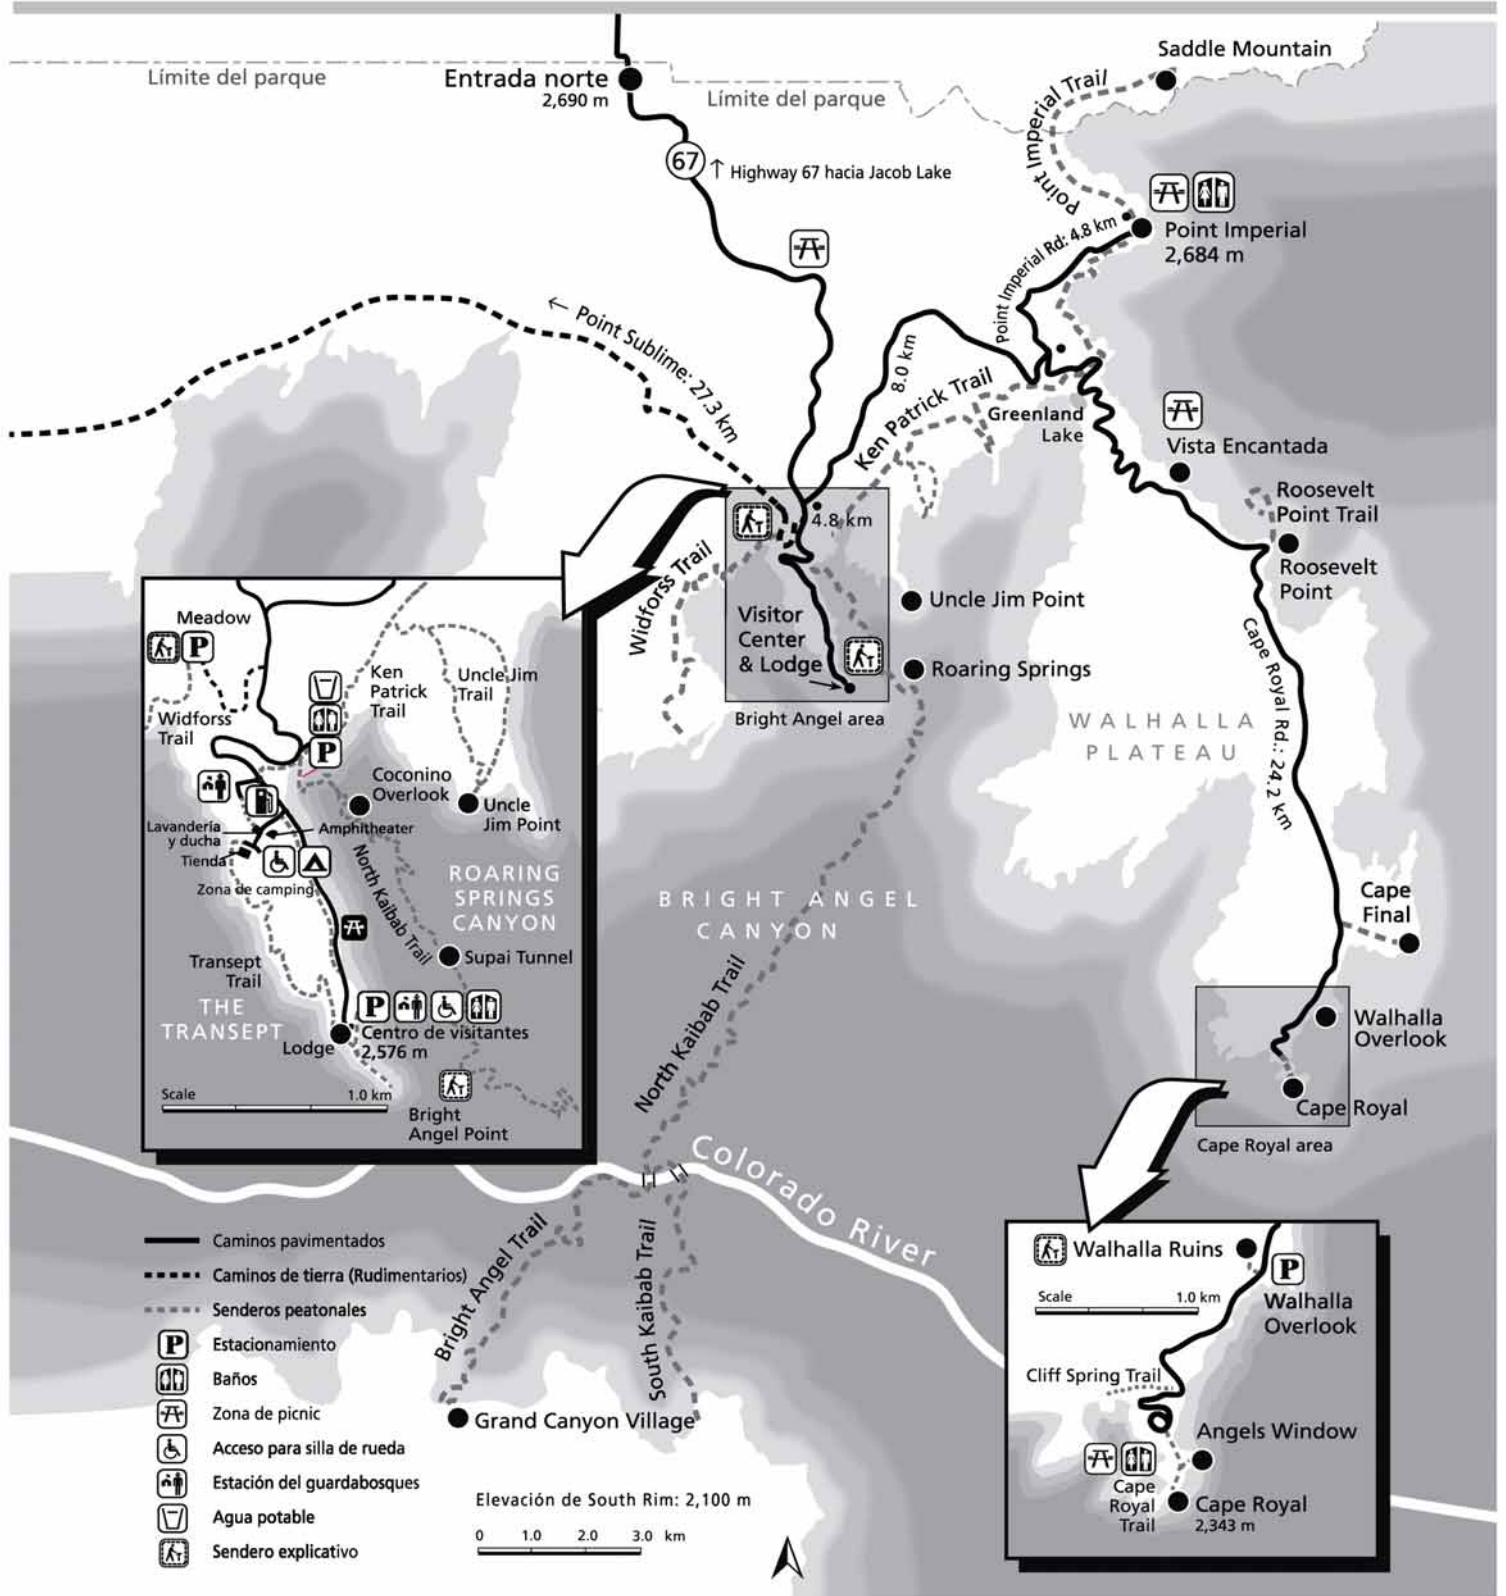 Saddle Mountain
Límite del parque
Entrada norte
2,690 m
Límite del parque
Point Imperial Trail
67
↑ Highway 67 hacia Jacob Lake
Point Imperial
2,684 m
Point Imperial Rd: 4.8 km
← Point Sublime: 27.3 km
8.0 km
Ken Patrick Trail
Greenland
Lake
Vista Encantada
Roosevelt
Point Trail
Roosevelt
Point
4.8 km
Widforss Trail
Visitor
Center
& Lodge
Bright Angel area
Uncle Jim Point
Roaring Springs
WALHALLA
PLATEAU
Cape Royal Rd.: 24.2 km
BRIGHT ANGEL
CANYON
Cape
Final
Walhalla
Overlook
Cape Royal
Cape Royal area
North Kaibab Trail
Colorado River
Bright Angel Trail
South Kaibab Trail
Grand Canyon Village
Meadow
P
Widforss
Trail
Ken
Patrick
Trail
Uncle Jim
Trail
P
Coconino
Overlook
Uncle
Jim Point
Lavandería
y ducha
Amphitheater
Tienda
Zona de camping
North Kaibab Trail
ROARING
SPRINGS
CANYON
Supai Tunnel
Transept
Trail
THE
TRANSEPT
P
Centro de visitantes
2,576 m
Lodge
Scale
1.0 km
Bright
Angel Point
Caminos pavimentados
Caminos de tierra (Rudimentarios)
Senderos peatonales
P Estacionamiento
Baños
Zona de picnic
Acceso para silla de rueda
Estación del guardabosques
Agua potable
Sendero explicativo
Elevación de South Rim: 2,100 m
0 1.0 2.0 3.0 km
Walhalla Ruins
P
Scale
1.0 km
Walhalla
Overlook
Cliff Spring Trail
Angels Window
Cape
Royal
Trail
Cape Royal
2,343 m